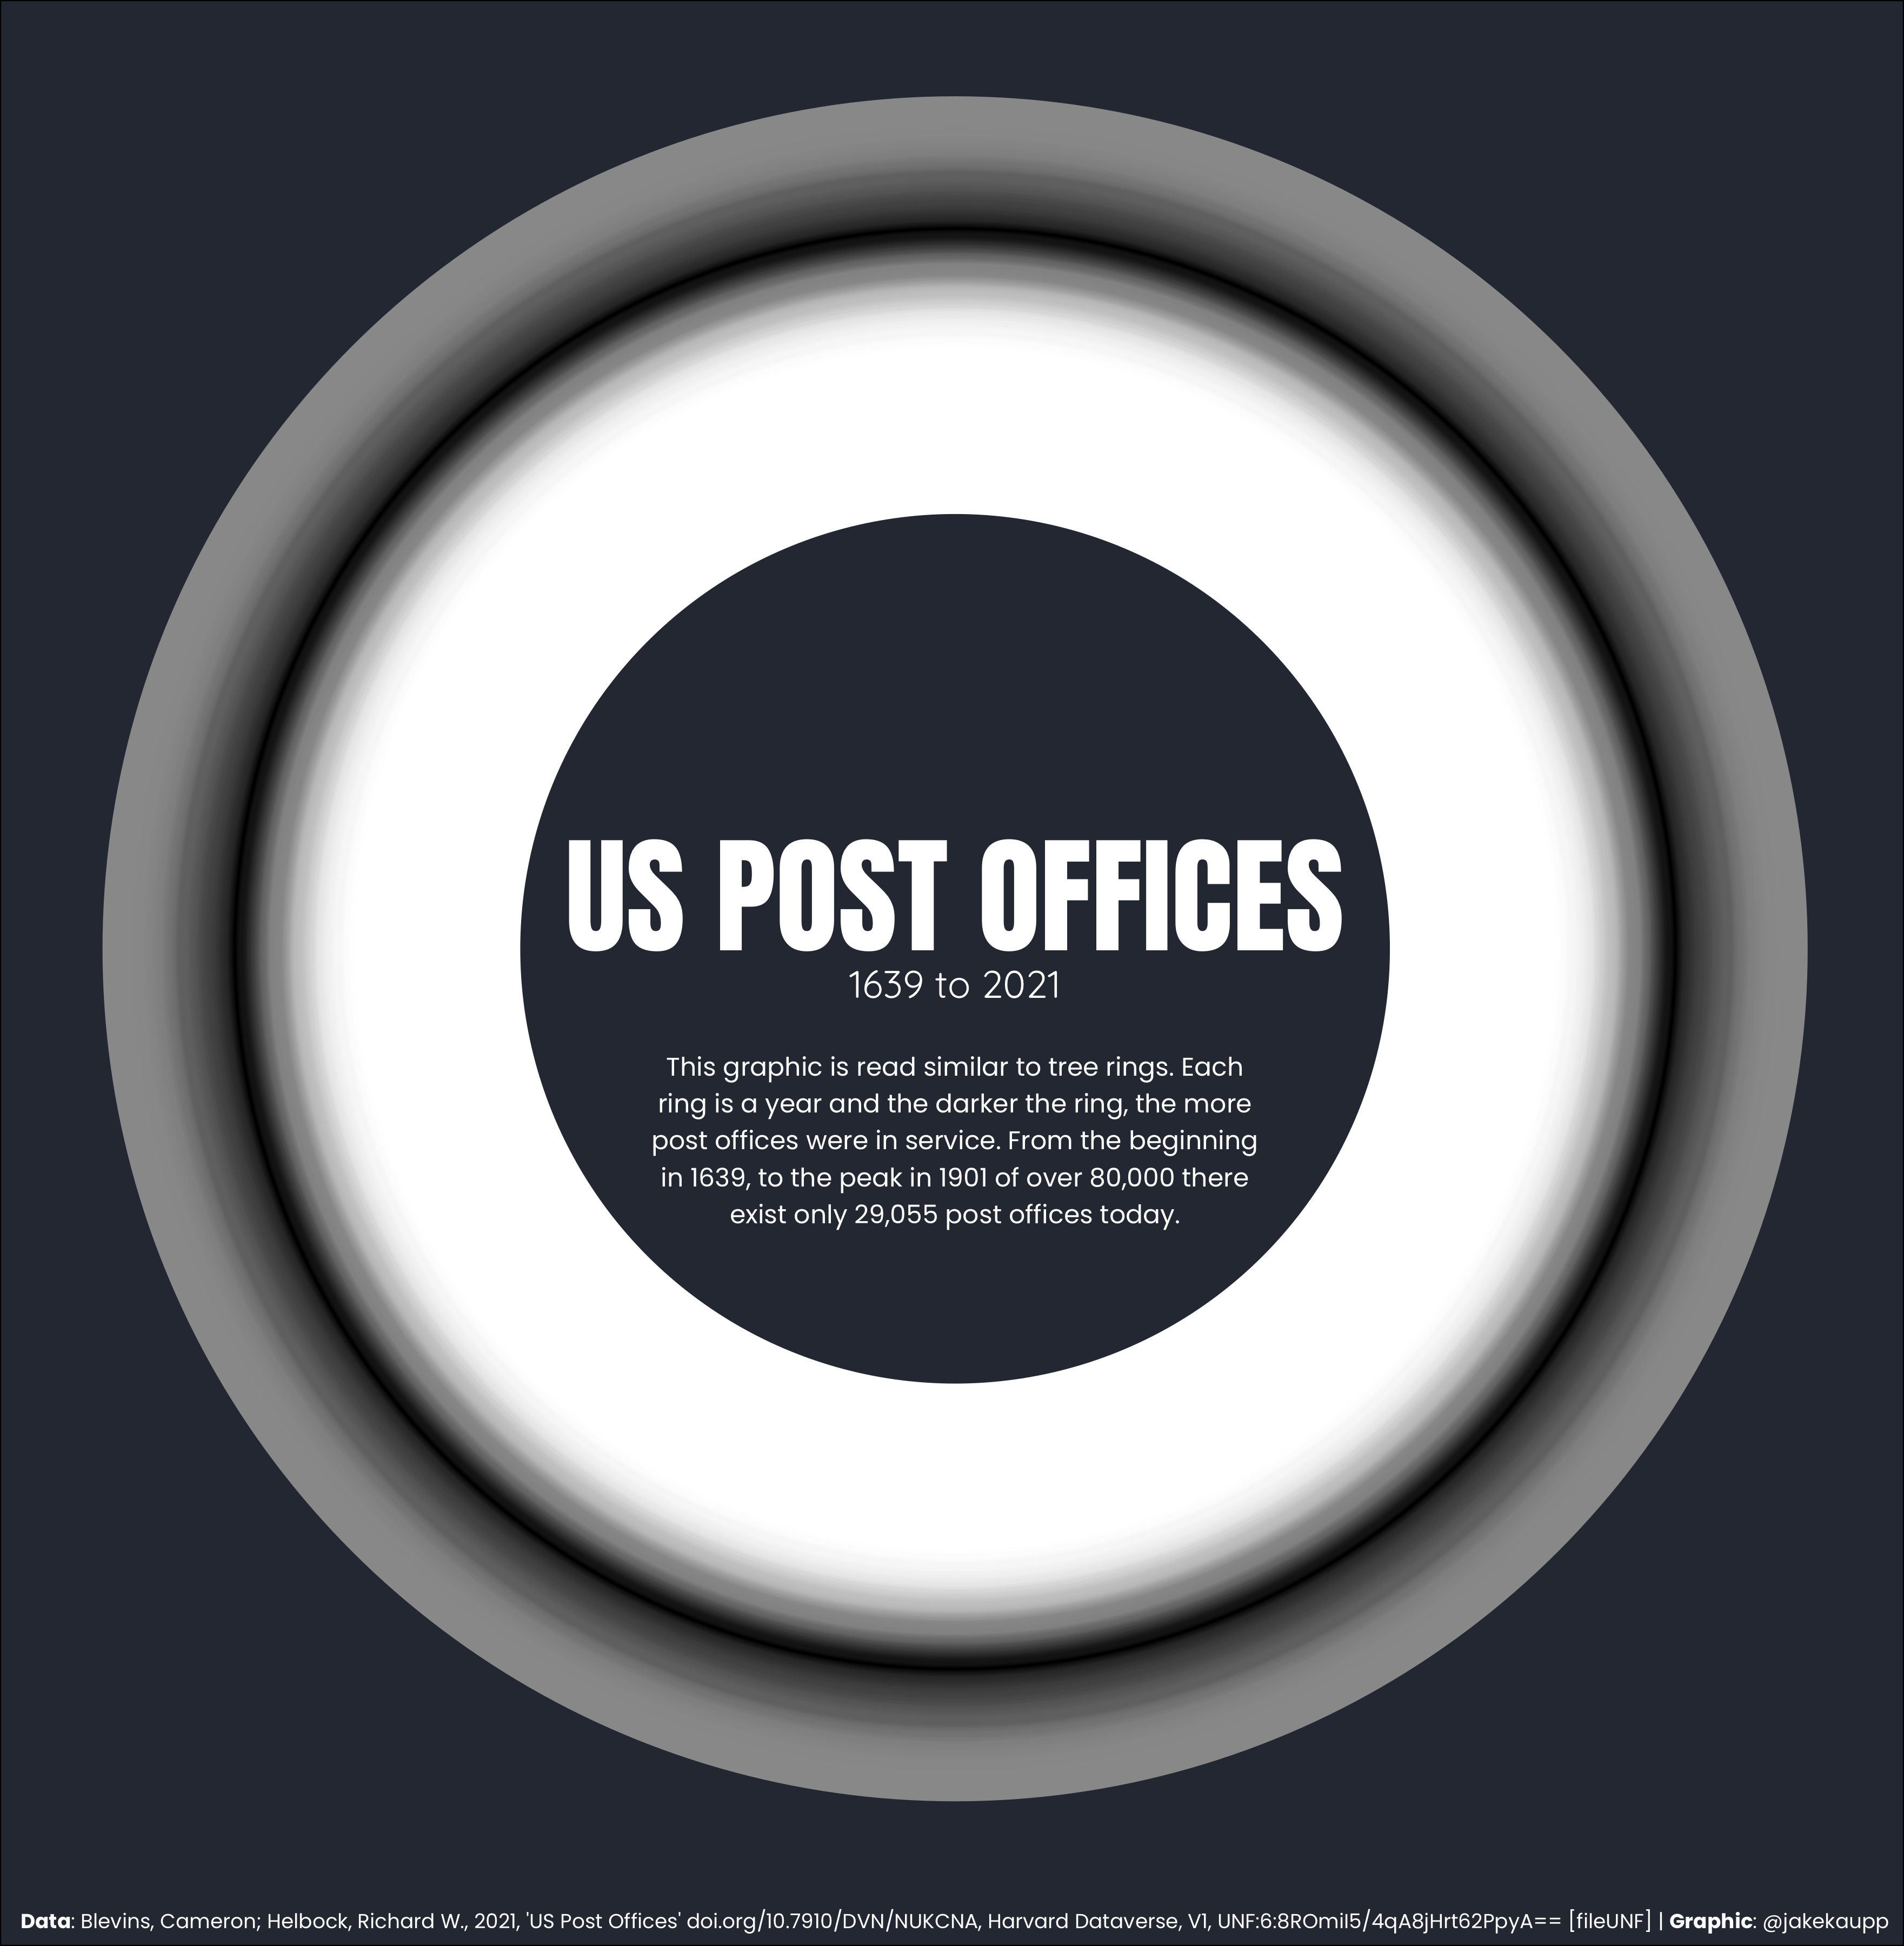 US POST OFFICES
1639 to 2021
This graphic is read similar to tree rings. Each
ring is a year and the darker the ring, the more
post offices were in service. From the beginning
in 1639, to the peak in 1901 of over 80,000 there
exist only 29,055 post offices today.
Data: Blevins, Cameron; Helbock, Richard W., 2021, 'US Post Offices' doi.org/10.7910/DVN/NUKCNA, Harvard Dataverse, V1, UNF:6:8ROmiI5/4qA8jHrt62PpyA== [fileUNF] | Graphic: @jakekaupp